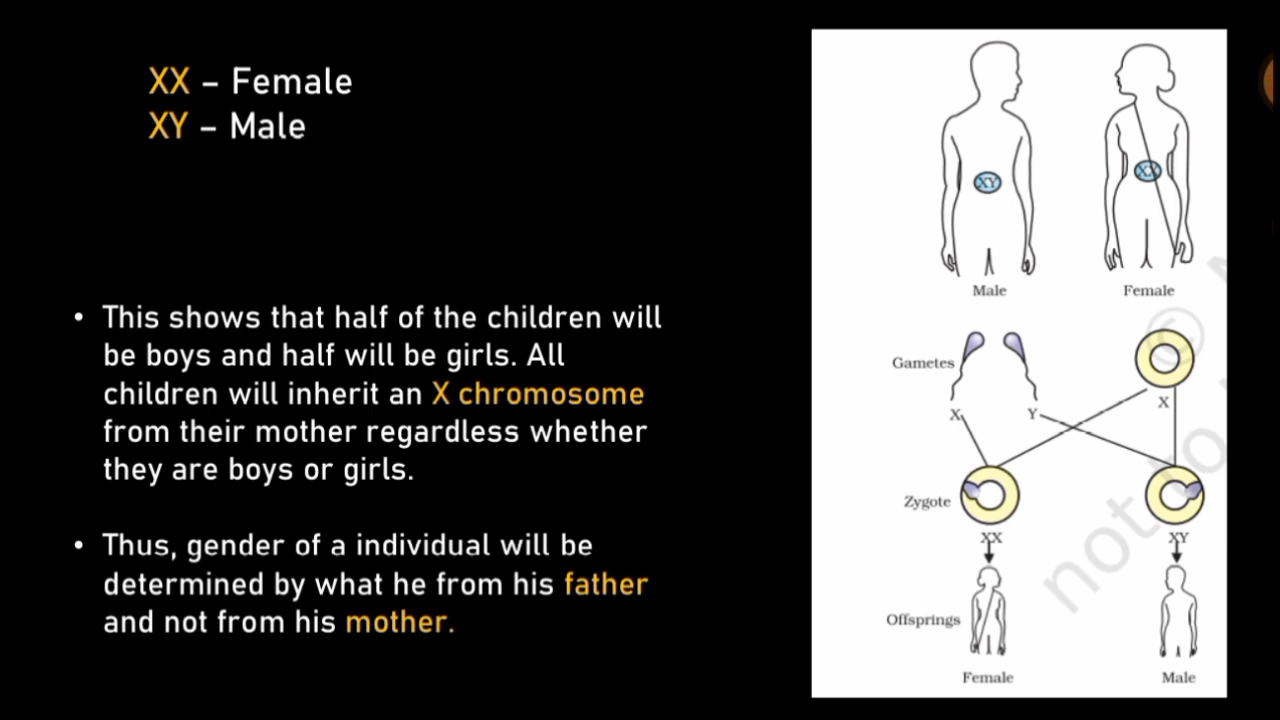 XX – Female
XY – Male
• This shows that half of the children will
be boys and half will be girls. All
children will inherit an X chromosome
from their mother regardless whether
they are boys or girls.
• Thus, gender of a individual will be
determined by what he from his father
and not from his mother.
XY
XX
Male
Female
Gametes
X
Y
X
Zygote
XX
XY
Offsprings
Female
Male
©
not to